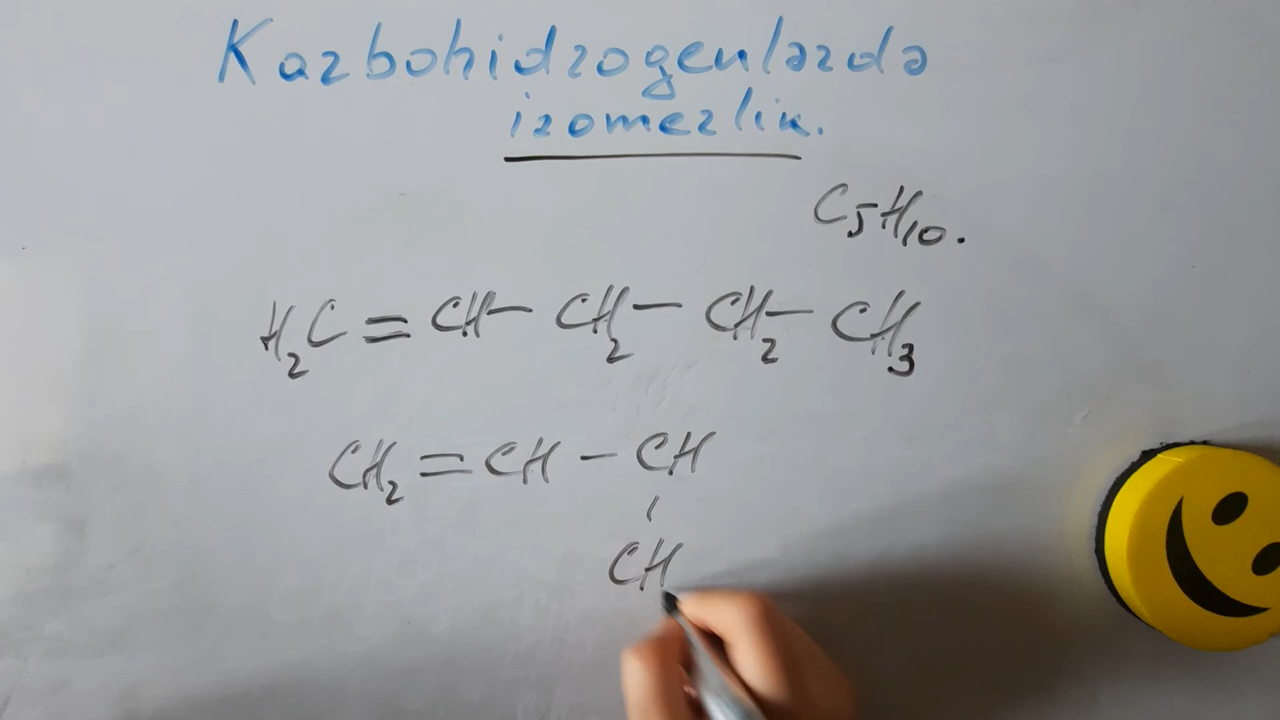 Karbohidrogenlərdə
izomerlik.
C₅H₁₀.
H₂C=CH-CH₂-CH₂-CH₃
CH₂=CH-CH
CH